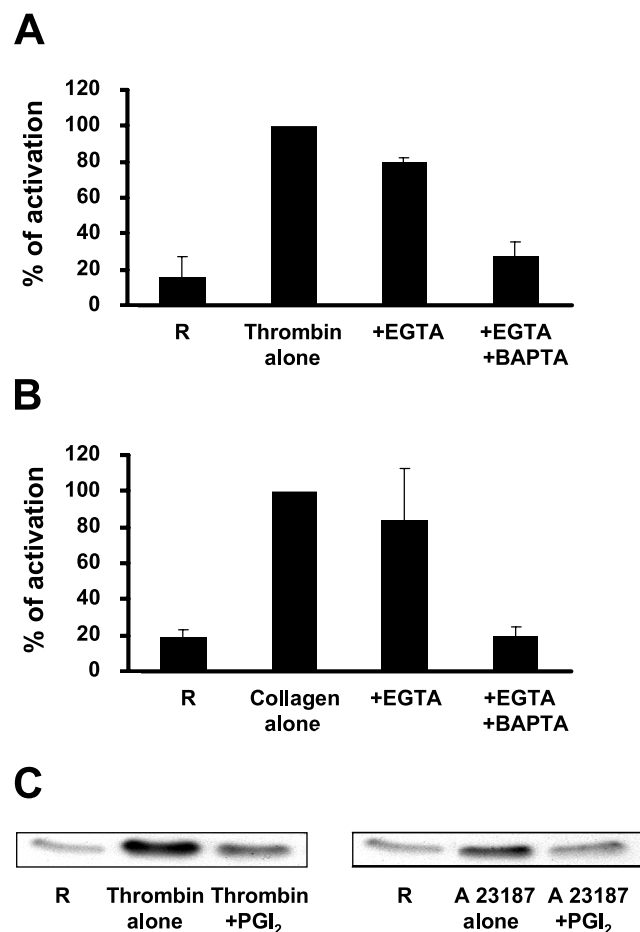 A
% of activation
120
100
80
60
40
20
0
R
Thrombin alone
+EGTA
+EGTA +BAPTA
B
% of activation
120
100
80
60
40
20
0
R
Collagen alone
+EGTA
+EGTA +BAPTA
C
R
Thrombin alone
Thrombin +PGI₂
R
A 23187 alone
A 23187 +PGI₂